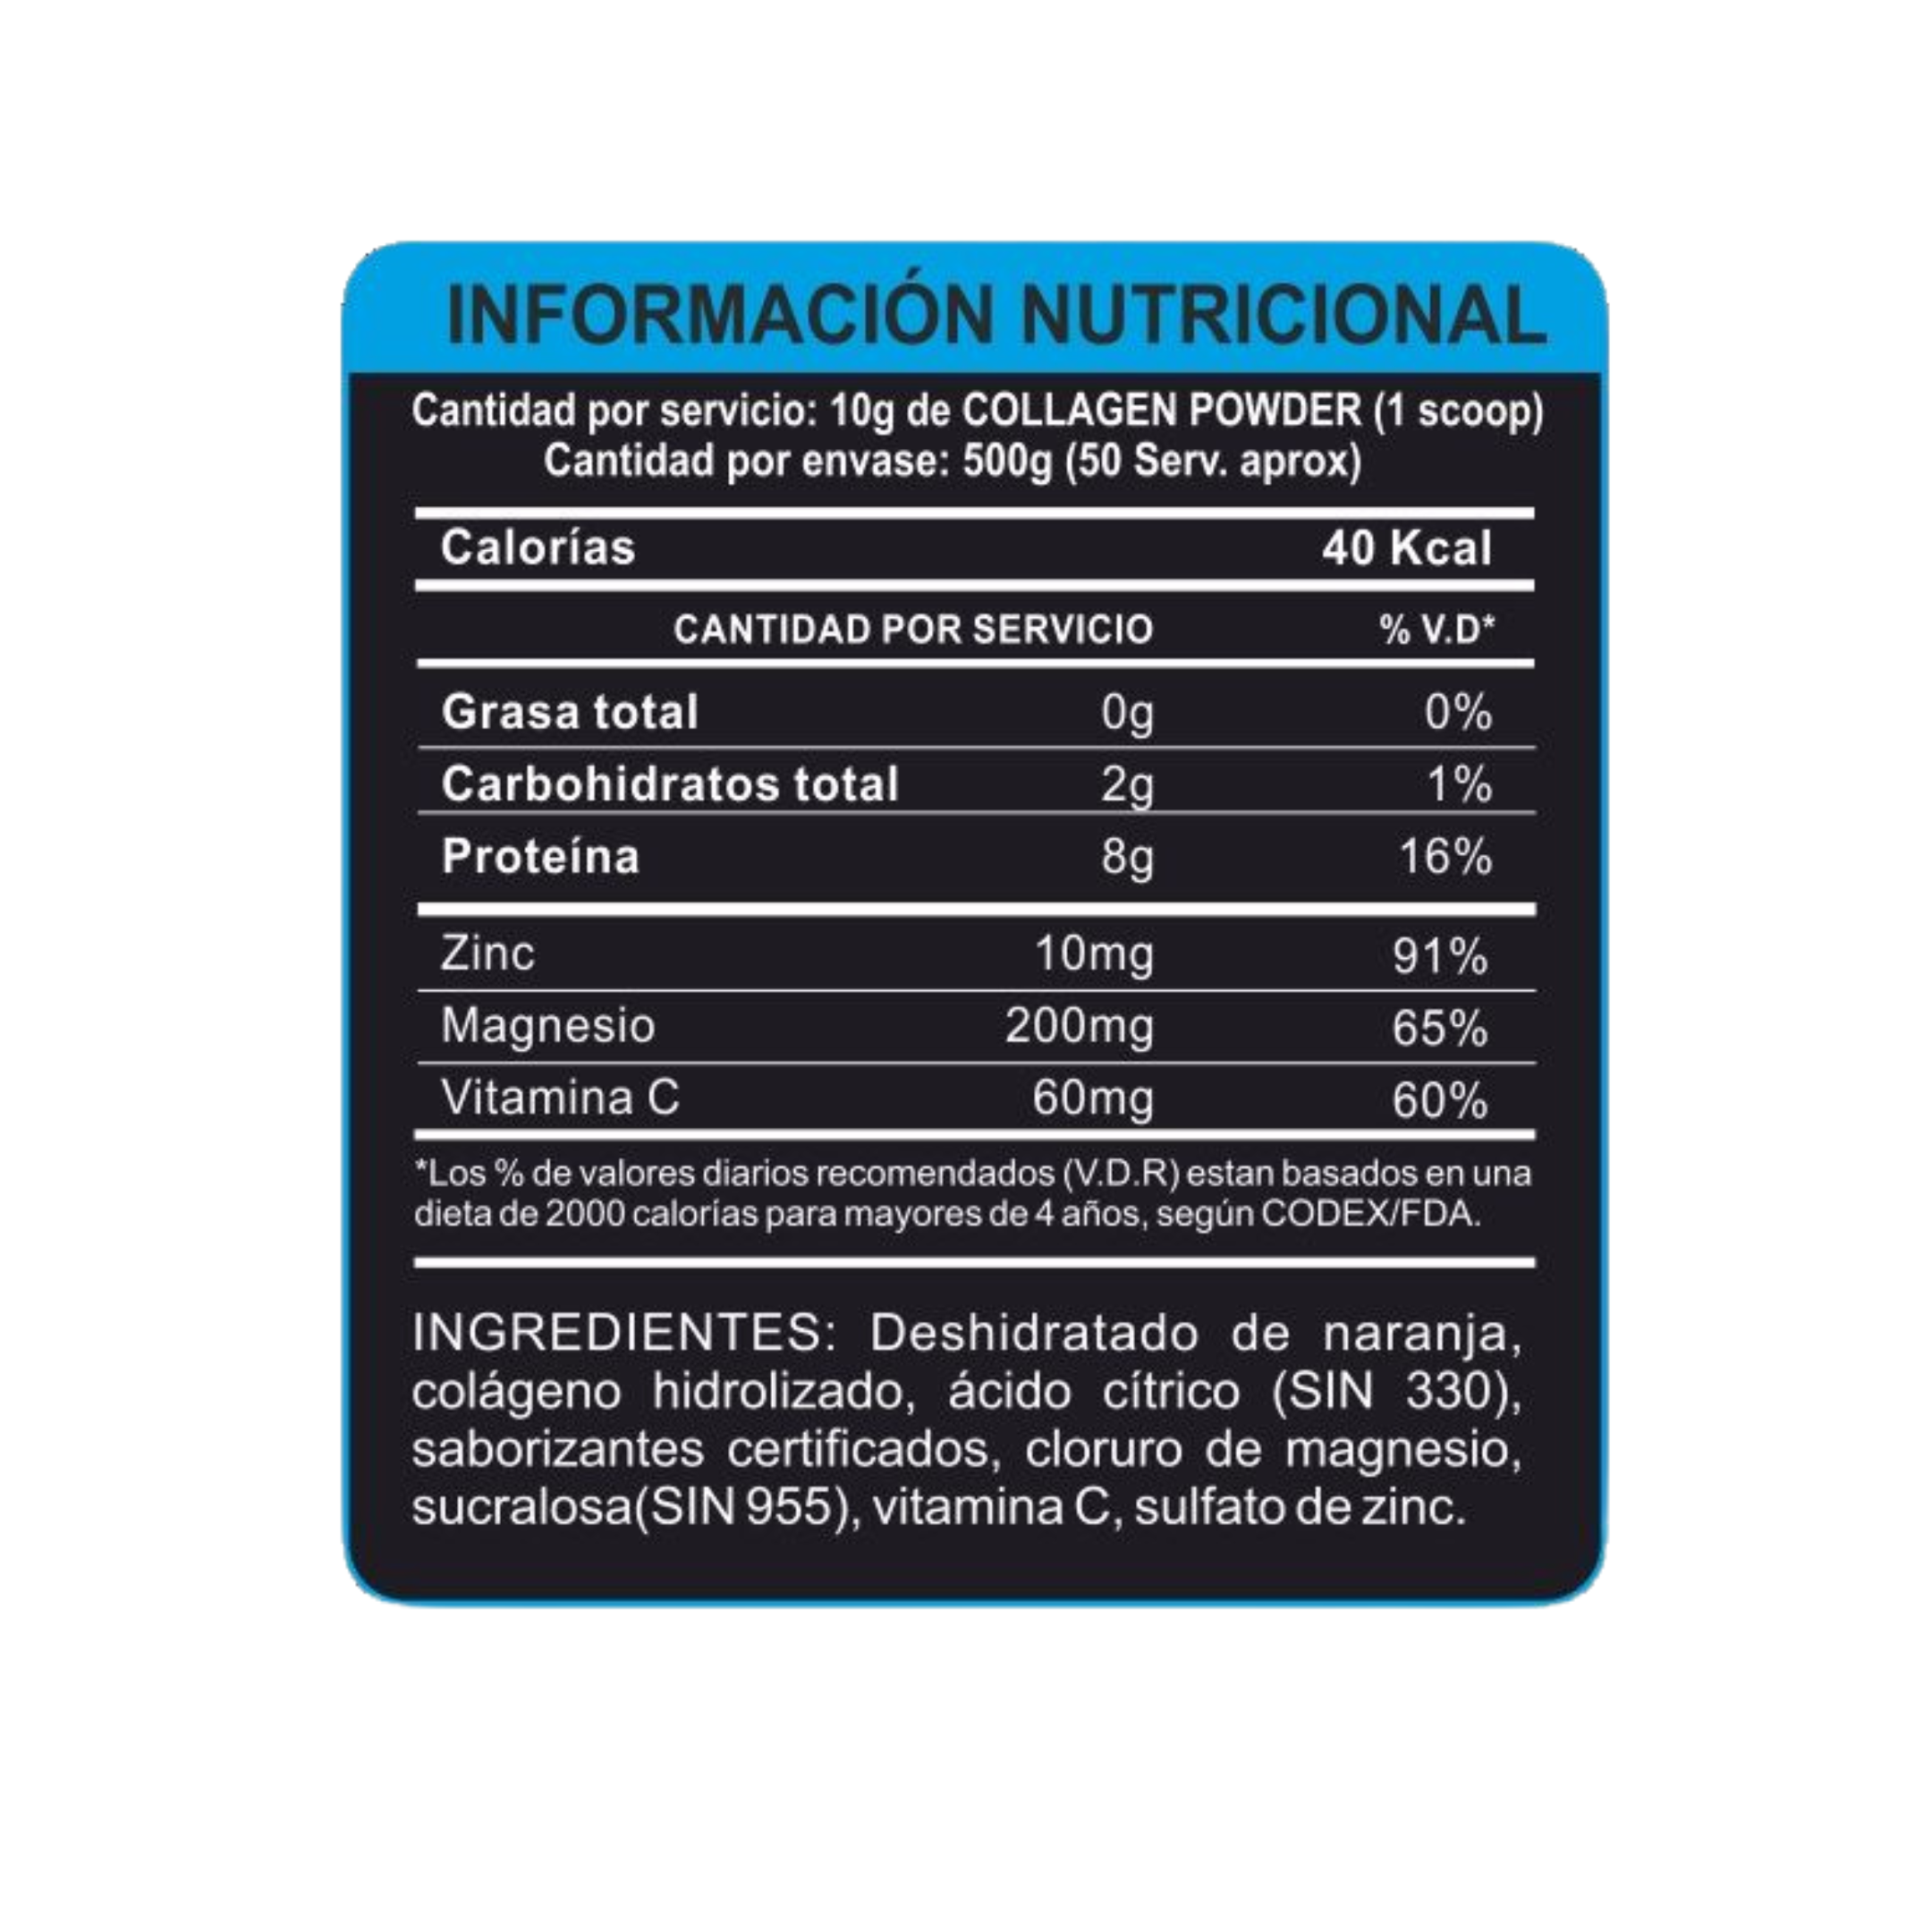 INFORMACIÓN NUTRICIONAL
Cantidad por servicio: 10g de COLLAGEN POWDER (1 scoop)
Cantidad por envase: 500g (50 Serv. aprox)
Calorías 40 Kcal
CANTIDAD POR SERVICIO % V.D*
Grasa total 0g 0%
Carbohidratos total 2g 1%
Proteína 8g 16%
Zinc 10mg 91%
Magnesio 200mg 65%
Vitamina C 60mg 60%
*Los % de valores diarios recomendados (V.D.R) estan basados en una
dieta de 2000 calorías para mayores de 4 años, según CODEX/FDA.
INGREDIENTES: Deshidratado de naranja,
colágeno hidrolizado, ácido cítrico (SIN 330),
saborizantes certificados, cloruro de magnesio,
sucralosa(SIN 955), vitamina C, sulfato de zinc.